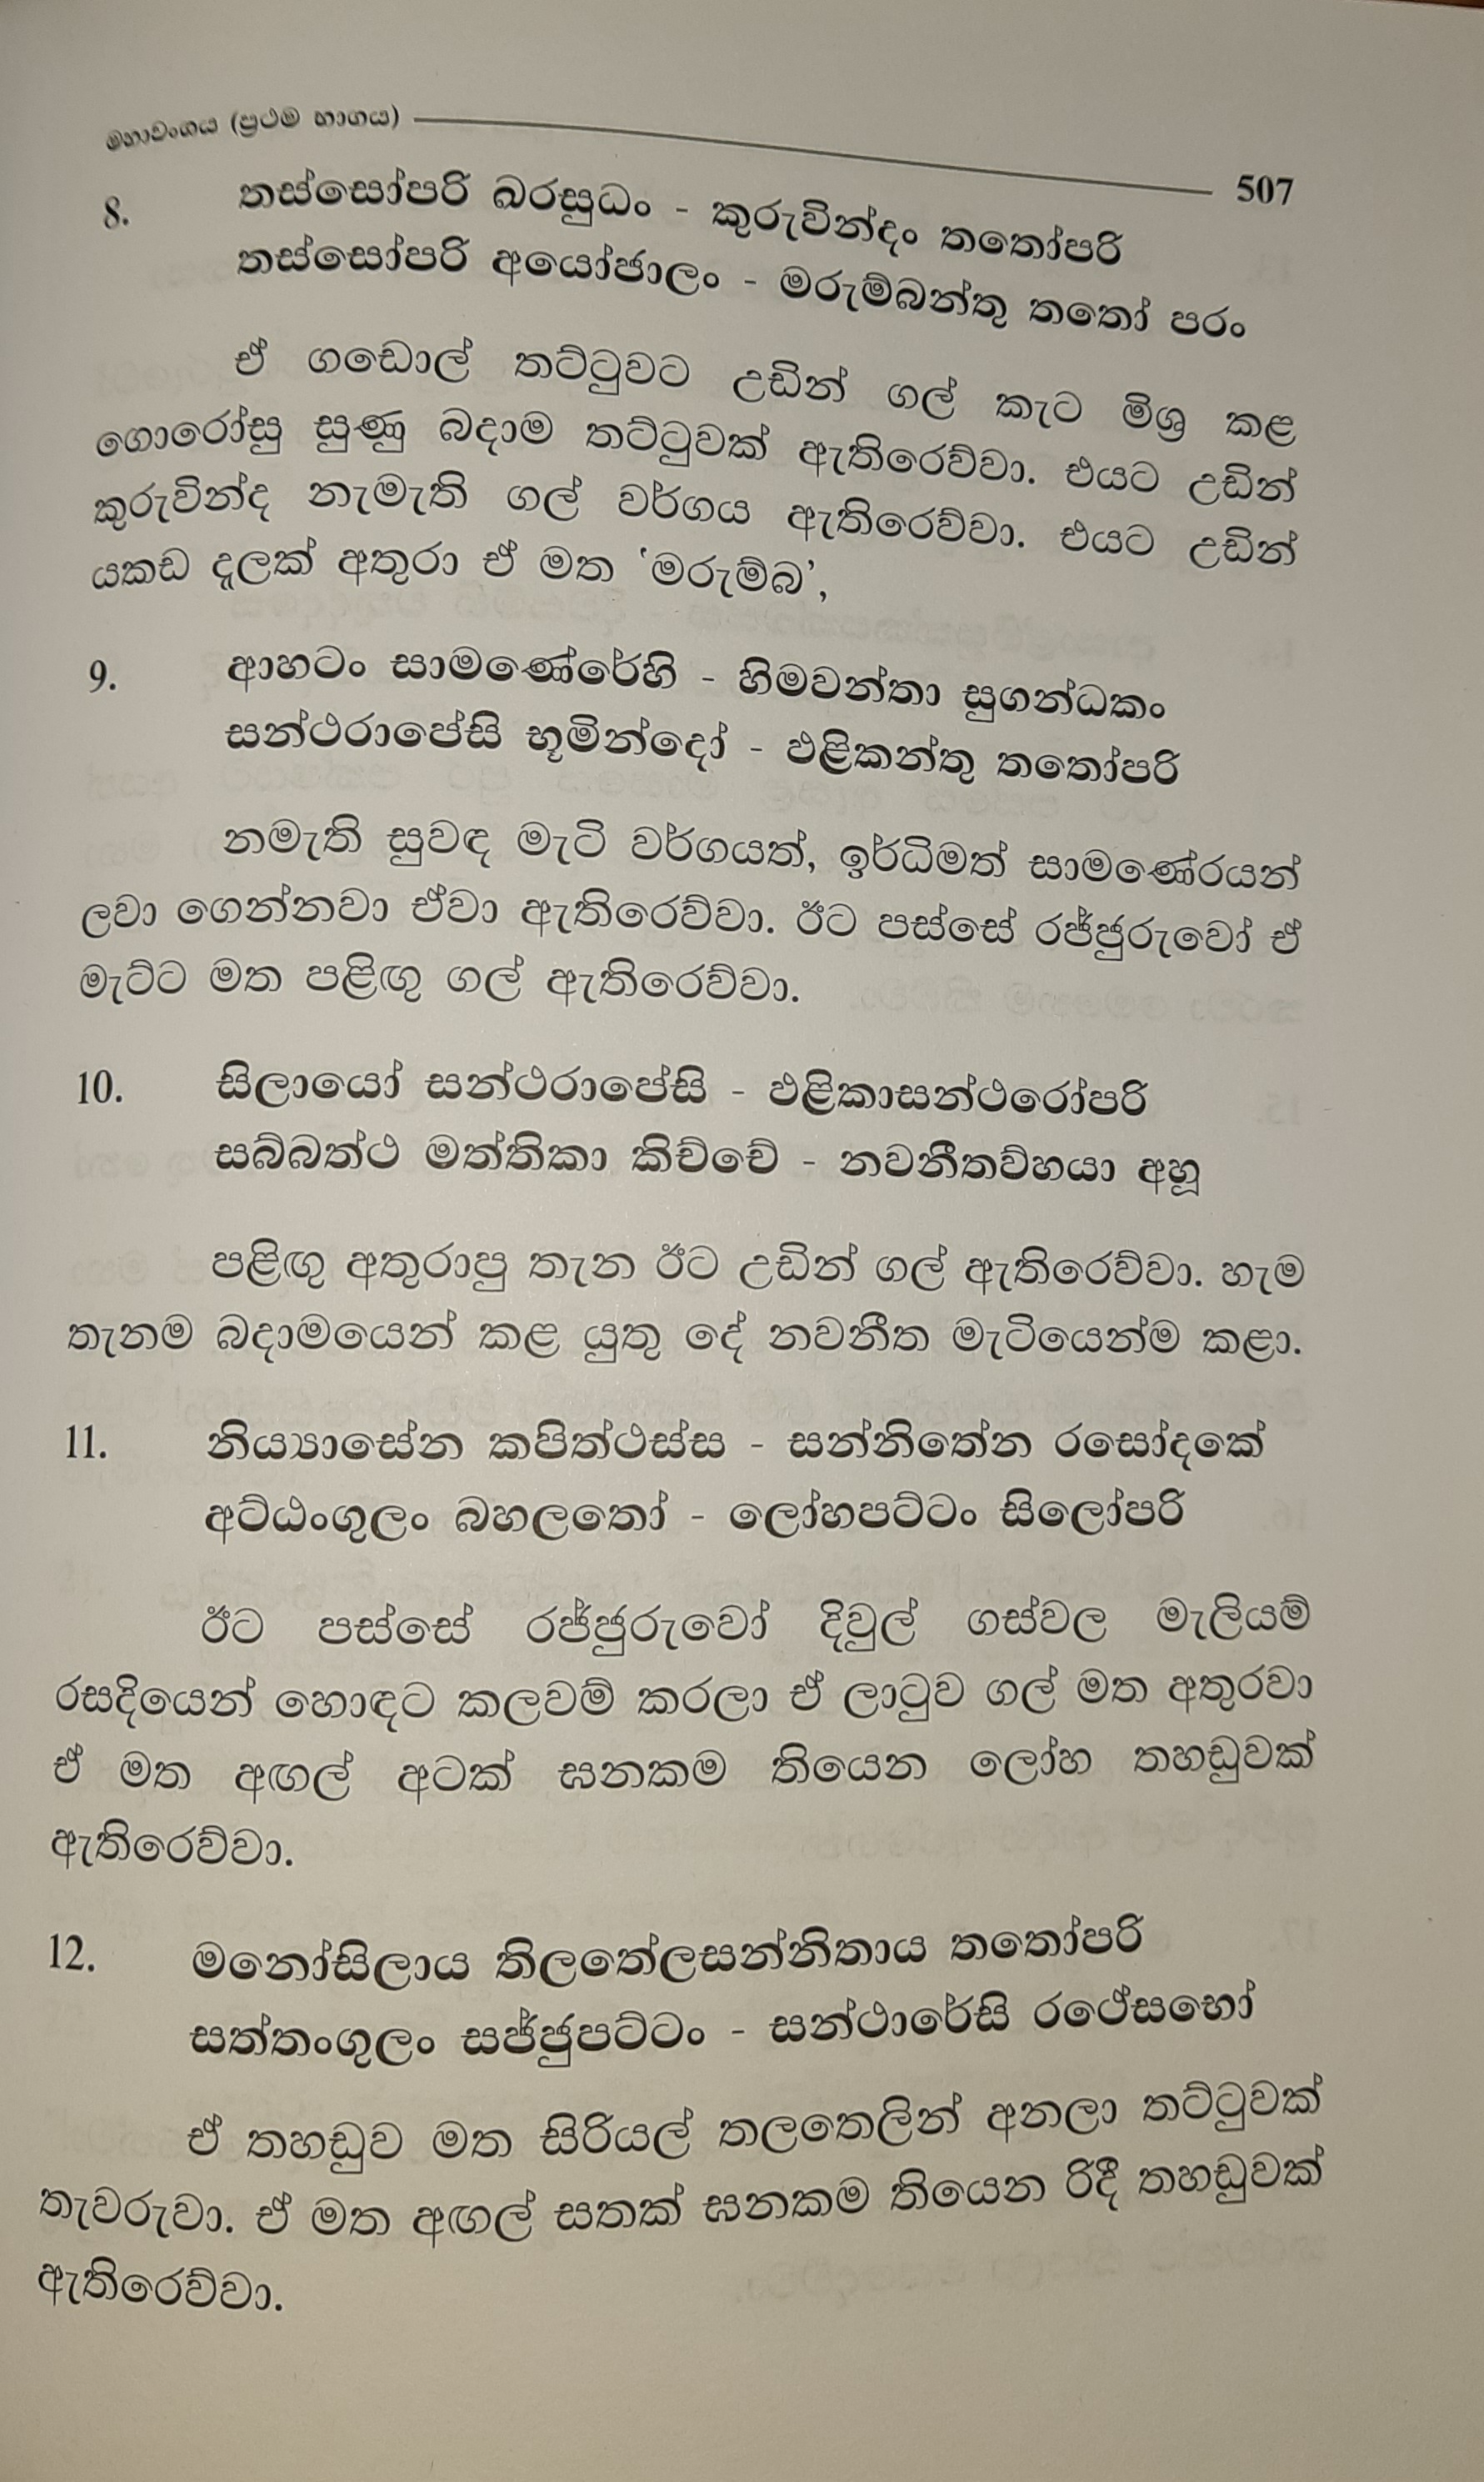 මහාවංශය (ප්‍රථම භාගය)
507
8. තස්සෝපරි ඛරසුධං - කුරුවින්දං තතෝපරි
තස්සෝපරි අයෝජාලං - මරුම්බන්තු තතෝ පරං
ඒ ගඩොල් තට්ටුවට උඩින් ගල් කැට මිශ්‍ර කළ
ගොරෝසු සුණු බදාම තට්ටුවක් ඇතිරෙව්වා. එයට උඩින්
කුරුවින්ද නැමැති ගල් වර්ගය ඇතිරෙව්වා. එයට උඩින්
යකඩ දැලක් අතුරා ඒ මත ‘මරුම්බ’,
9. ආහටං සාමණේරේහි - හිමවන්තා සුගන්ධකං
සන්ථරාපේසි භූමින්දෝ - ඵළිකන්තු තතෝපරි
නමැති සුවඳ මැටි වර්ගයත්, ඉර්ධිමත් සාමණේරයන්
ලවා ගෙන්නවා ඒවා ඇතිරෙව්වා. ඊට පස්සේ රජ්ජුරුවෝ ඒ
මැට්ට මත පළිඟු ගල් ඇතිරෙව්වා.
10. සිලායෝ සන්ථරාපේසි - ඵළිකාසන්ථරෝපරි
සබ්බත්ථ මත්තිකා කිච්චේ - නවනීතව්හයා අහූ
පළිඟු අතුරාපු තැන ඊට උඩින් ගල් ඇතිරෙව්වා. හැම
තැනම බදාමයෙන් කළ යුතු දේ නවනීත මැටියෙන්ම කළා.
11. නිය්‍යාසේන කපිත්ථස්ස - සන්නිතේන රසෝදකේ
අට්ඨංගුලං බහලතෝ - ලෝහපට්ටං සිලෝපරි
ඊට පස්සේ රජ්ජුරුවෝ දිවුල් ගස්වල මැලියම්
රසදියෙන් හොඳට කලවම් කරලා ඒ ලාටුව ගල් මත අතුරවා
ඒ මත අඟල් අටක් ඝනකම තියෙන ලෝහ තහඩුවක්
ඇතිරෙව්වා.
12. මනෝසිලාය තිලතේලසන්නිතාය තතෝපරි
සත්තංගුලං සජ්ජුපට්ටං - සන්ථාරේසි රථේසභෝ
ඒ තහඩුව මත සිරියල් තලතෙලින් අනලා තට්ටුවක්
තැවරුවා. ඒ මත අඟල් සතක් ඝනකම තියෙන රිදී තහඩුවක්
ඇතිරෙව්වා.